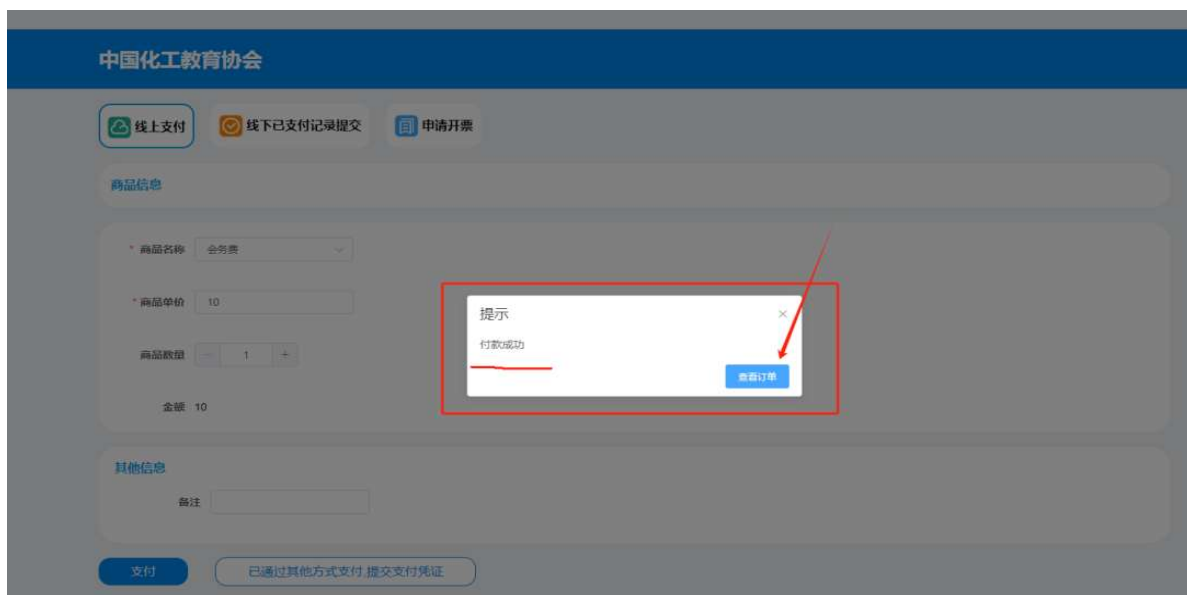 中国化工教育协会
线上支付 线下已支付记录提交 申请开票
商品信息
* 商品名称 会务费
* 商品单价 10
商品数量 - 1 +
金额 10
提示 ×
付款成功
查看订单
其他信息
备注
支付 已通过其他方式支付,提交支付凭证